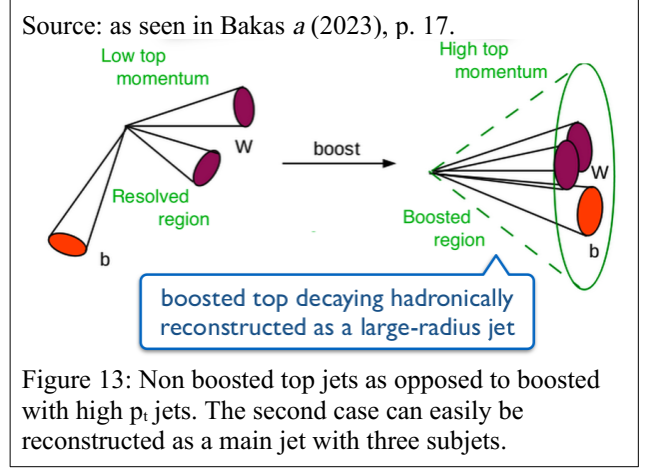 Source: as seen in Bakas a (2023), p. 17.
Low top
momentum
W
Resolved
region
b
boost
High top
momentum
W
Boosted
region
b
boosted top decaying hadronically
reconstructed as a large-radius jet
Figure 13: Non boosted top jets as opposed to boosted
with high pt jets. The second case can easily be
reconstructed as a main jet with three subjets.